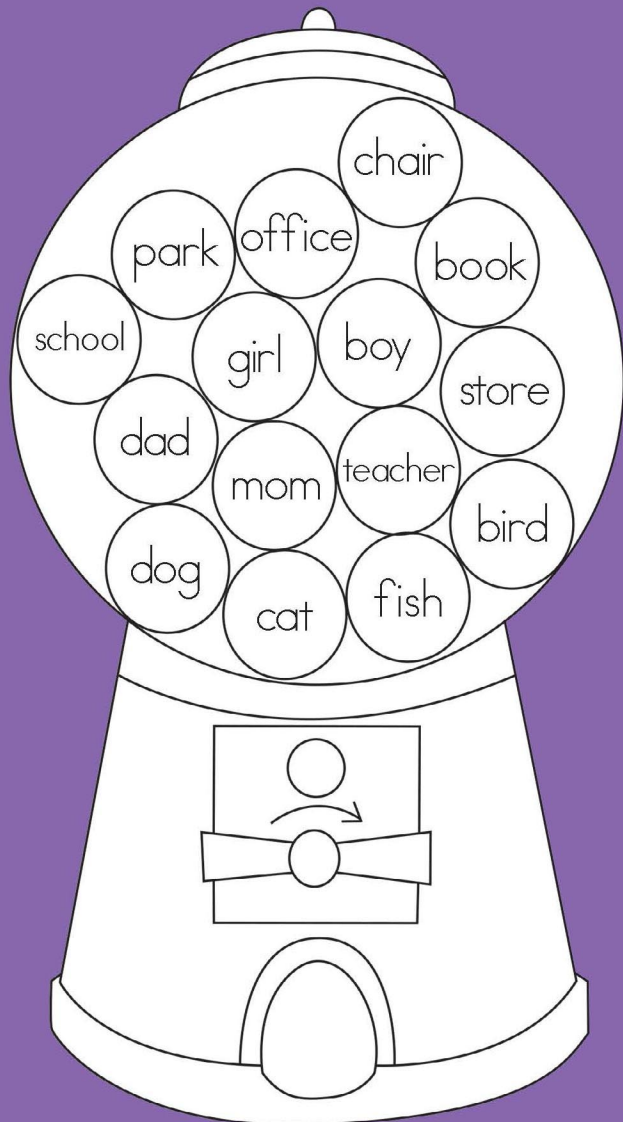 chair
park office book
school girl boy store
dad mom teacher bird
dog cat fish